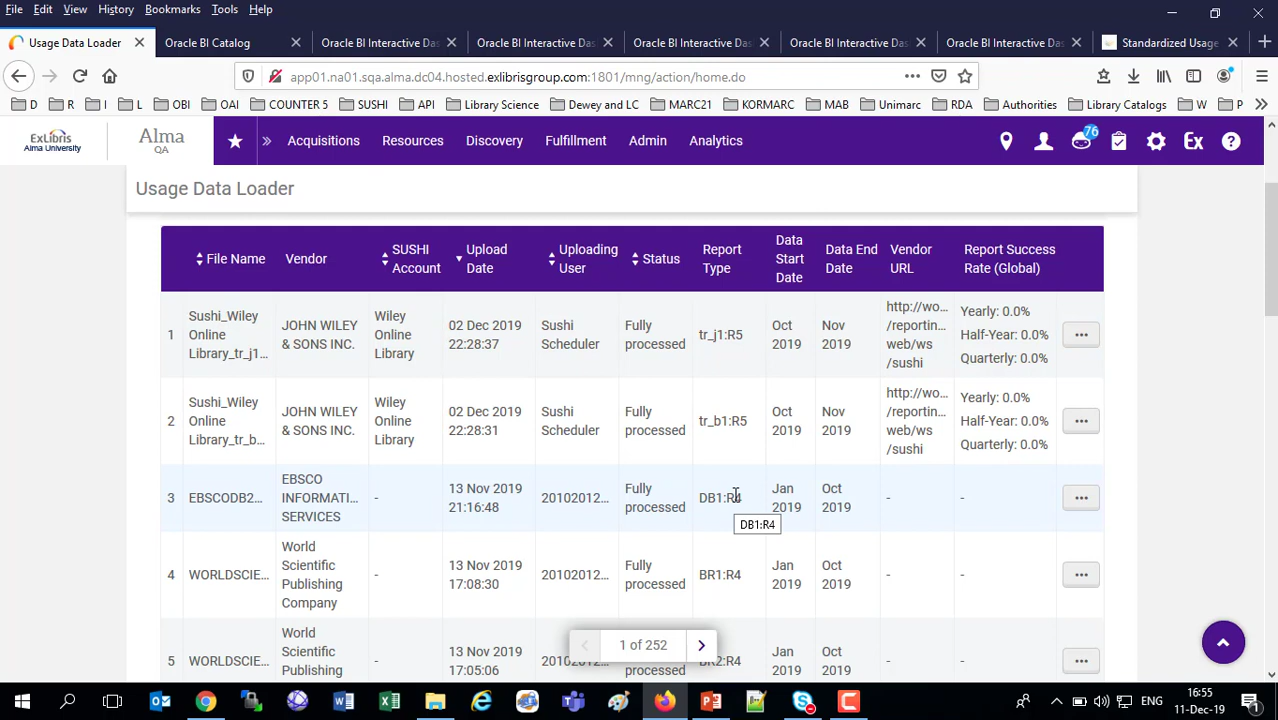 File Edit View History Bookmarks Tools Help
Usage Data Loader
Oracle BI Catalog
Oracle BI Interactive Das
Oracle BI Interactive Das
Oracle BI Interactive Das
Oracle BI Interactive Das
Oracle BI Interactive Das
Standardized Usage
app01.na01.sqa.alma.dc04.hosted.exlibrisgroup.com:1801/mng/action/home.do
D R I L OBI OAI COUNTER 5 SUSHI API Library Science Dewey and LC MARC21 KORMARC MAB Unimarc RDA Authorities Library Catalogs W P
ExLibris
Alma University
Alma
QA
Acquisitions Resources Discovery Fulfillment Admin Analytics
76
Ex
Usage Data Loader
File Name
Vendor
SUSHI
Account
Upload
Date
Uploading
User
Status
Report
Type
Data
Start
Date
Data End
Date
Vendor
URL
Report Success
Rate (Global)
1
Sushi_Wiley
Online
Library_tr_j1...
JOHN WILEY
& SONS INC.
Wiley
Online
Library
02 Dec 2019
22:28:37
Sushi
Scheduler
Fully
processed
tr_j1:R5
Oct
2019
Nov
2019
http://wo...
/reportin...
web/ws
/sushi
Yearly: 0.0%
Half-Year: 0.0%
Quarterly: 0.0%
2
Sushi_Wiley
Online
Library_tr_b...
JOHN WILEY
& SONS INC.
Wiley
Online
Library
02 Dec 2019
22:28:31
Sushi
Scheduler
Fully
processed
tr_b1:R5
Oct
2019
Nov
2019
http://wo...
/reportin...
web/ws
/sushi
Yearly: 0.0%
Half-Year: 0.0%
Quarterly: 0.0%
3
EBSCODB2...
EBSCO
INFORMATI...
SERVICES
-
13 Nov 2019
21:16:48
20102012...
Fully
processed
DB1:R4
Jan
2019
Oct
2019
-
-
DB1:R4
4
WORLDSCIE...
World
Scientific
Publishing
Company
-
13 Nov 2019
17:08:30
20102012...
Fully
processed
BR1:R4
Jan
2019
Oct
2019
-
-
5
WORLDSCIE...
World
Scientific
Publishing
-
13 Nov 2019
17:05:06
20102012...
processed
BR2:R4
Jan
2019
Oct
2019
-
-
1 of 252
ENG
16:55
11-Dec-19